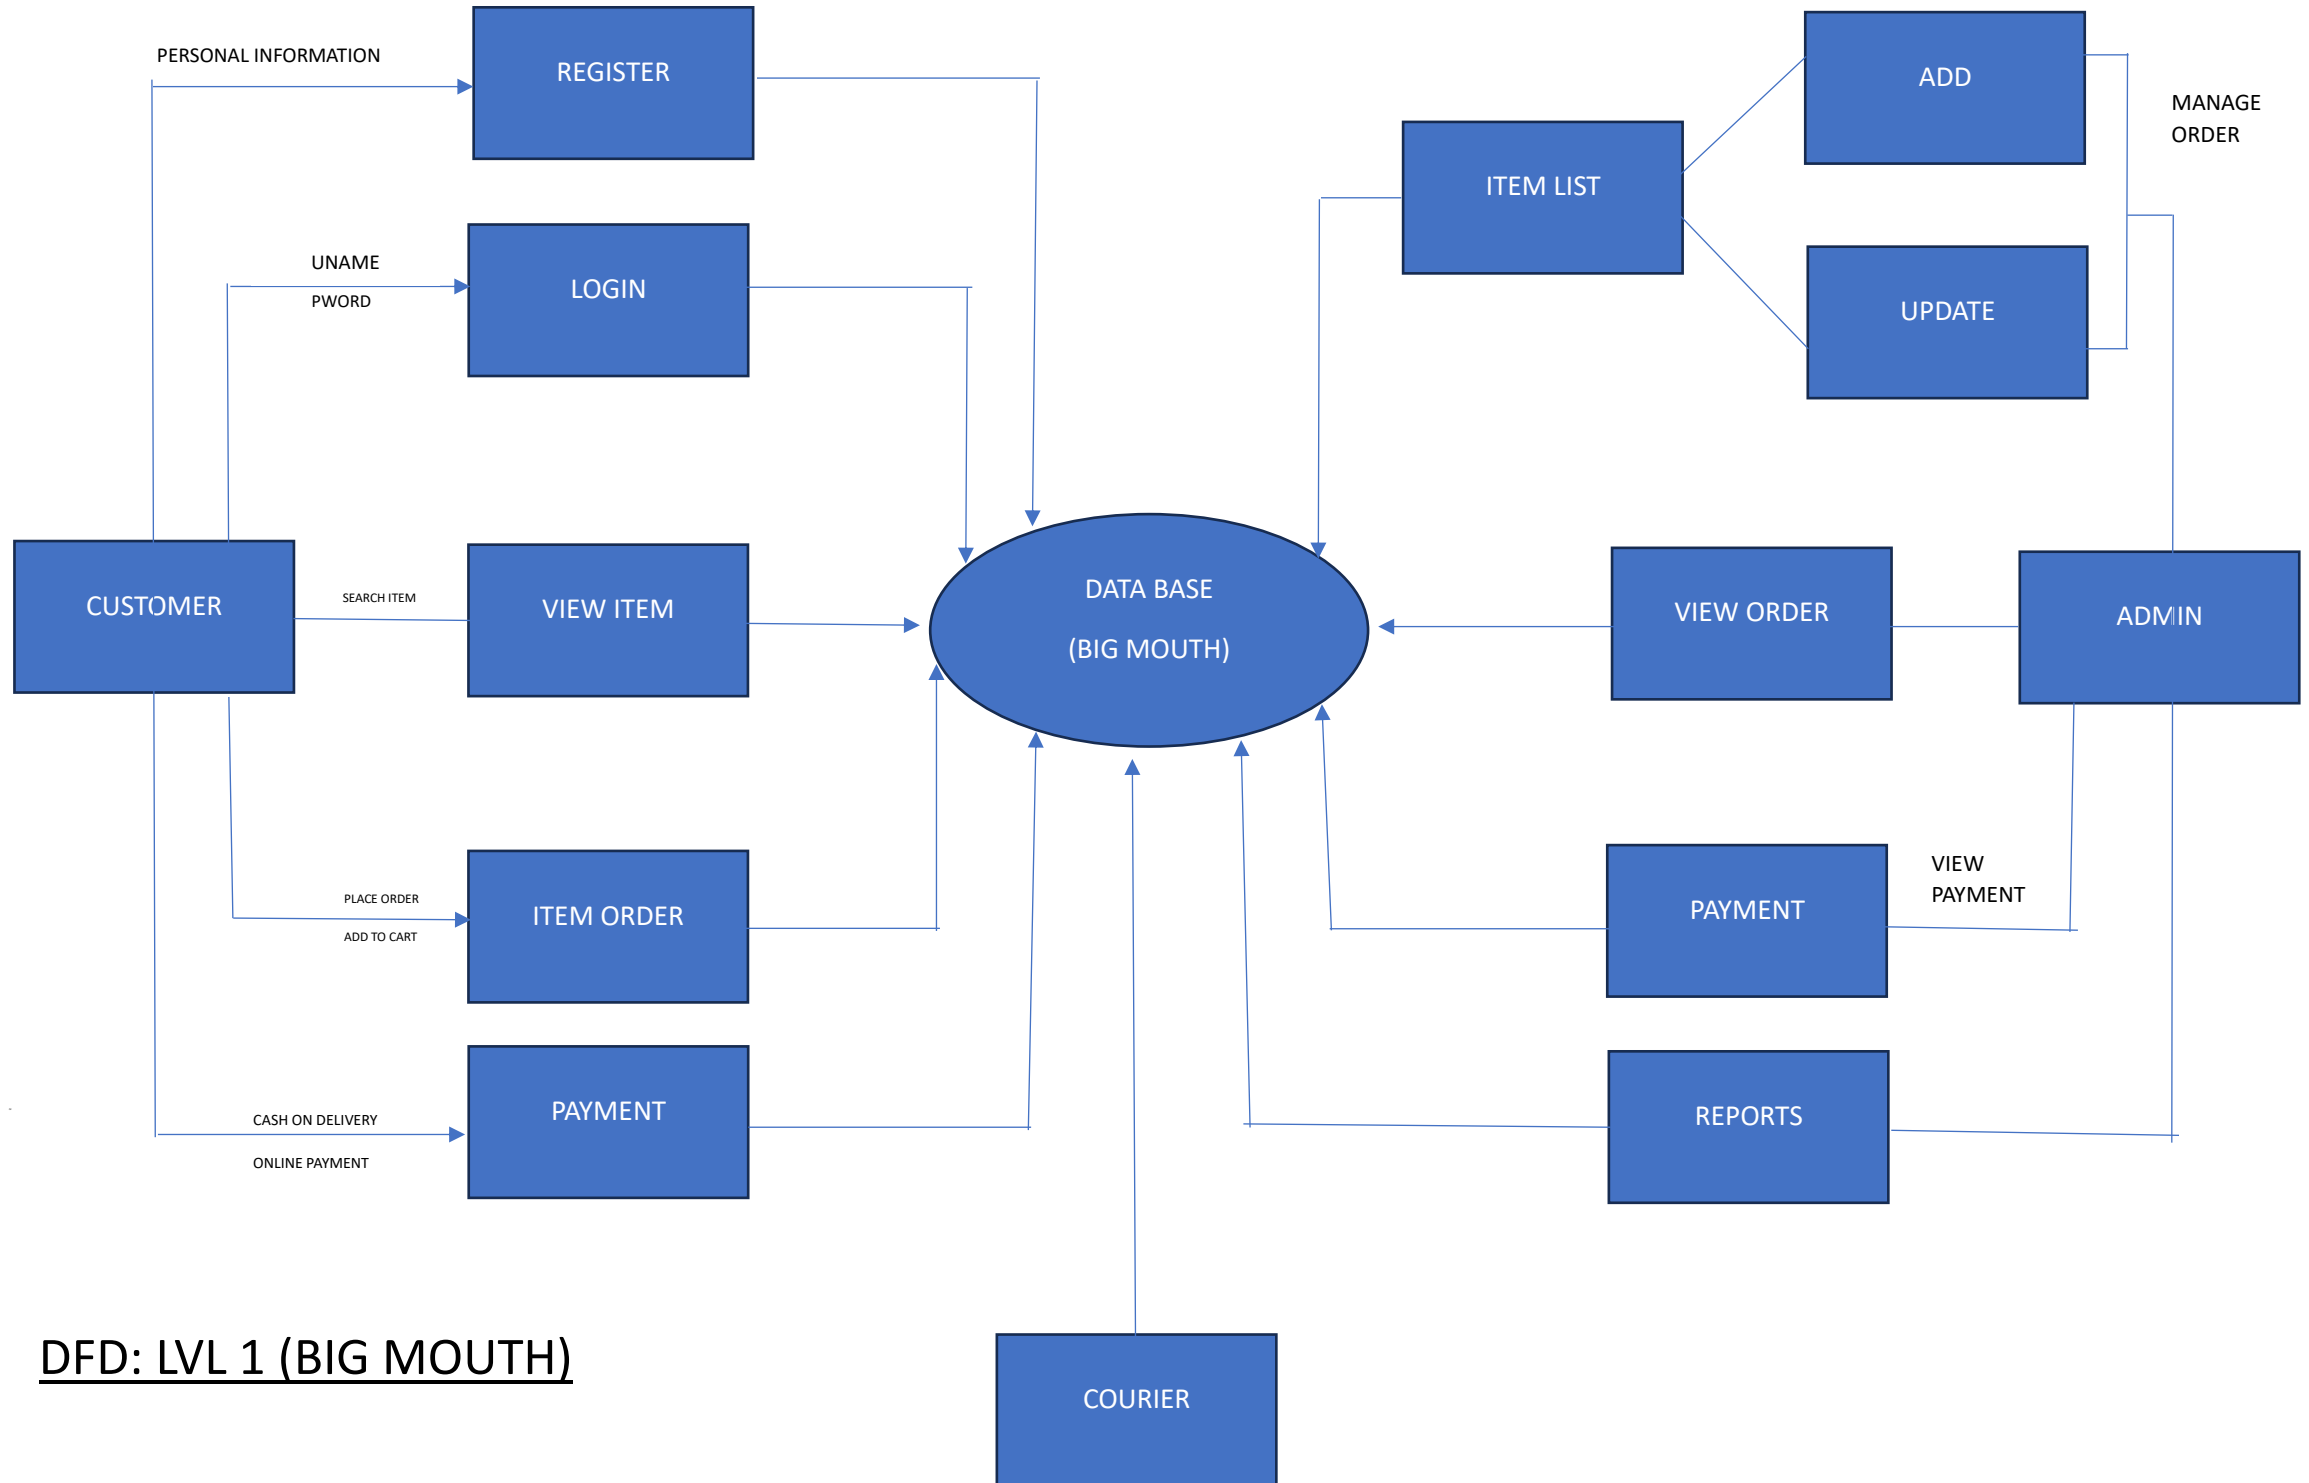 PERSONAL INFORMATION
REGISTER
ADD
MANAGE
ORDER
ITEM LIST
UNAME
PWORD
LOGIN
UPDATE
CUSTOMER
SEARCH ITEM
VIEW ITEM
DATA BASE
(BIG MOUTH)
VIEW ORDER
ADMIN
PLACE ORDER
ADD TO CART
ITEM ORDER
PAYMENT
VIEW
PAYMENT
CASH ON DELIVERY
ONLINE PAYMENT
PAYMENT
REPORTS
DFD: LVL 1 (BIG MOUTH)
COURIER